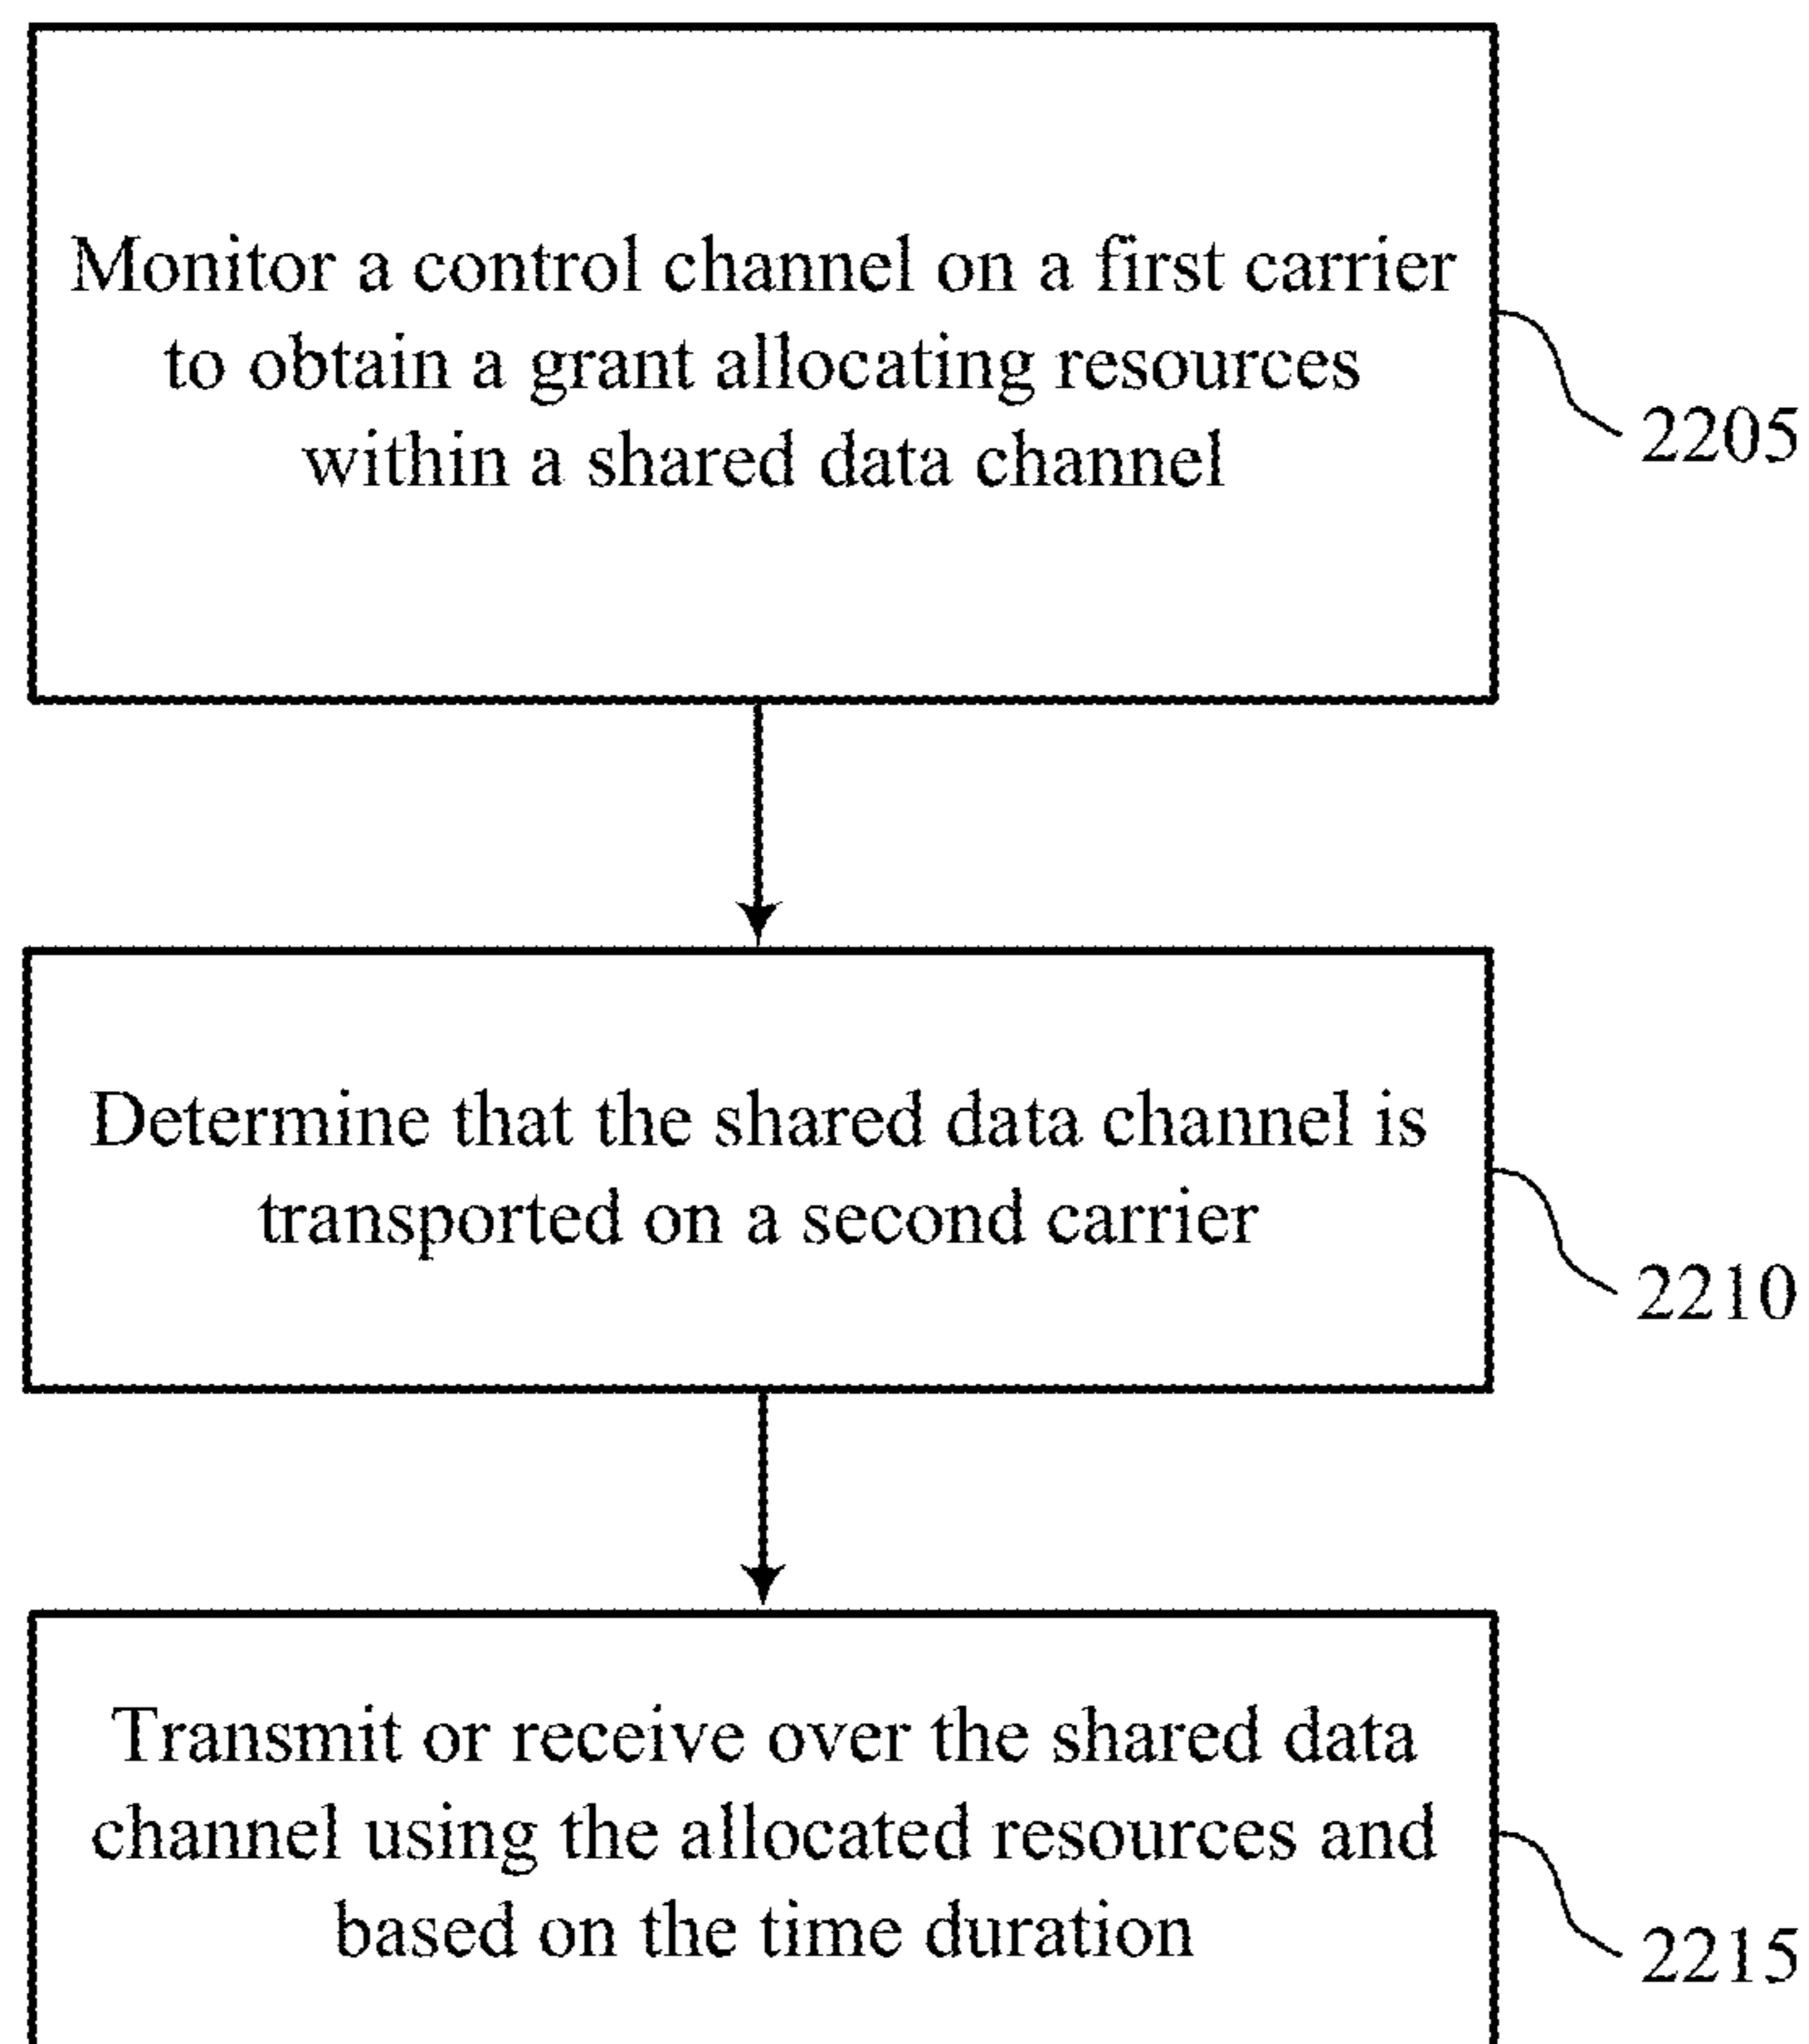 Monitor a control channel on a first carrier
to obtain a grant allocating resources
within a shared data channel
2205
Determine that the shared data channel is
transported on a second carrier
2210
Transmit or receive over the shared data
channel using the allocated resources and
based on the time duration
2215